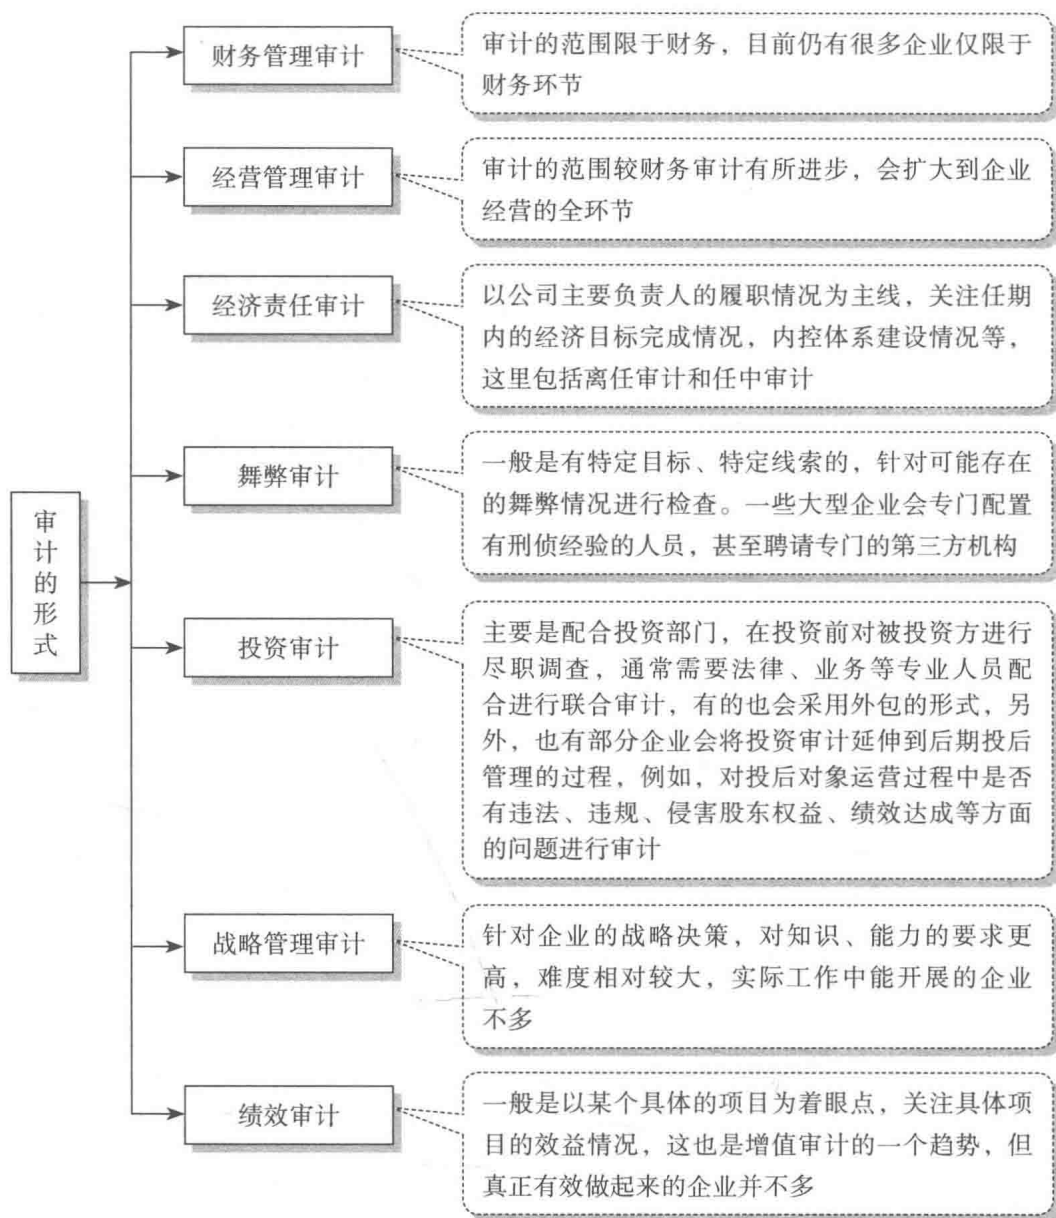 审计的形式
财务管理审计
审计的范围限于财务，目前仍有很多企业仅限于
财务环节
经营管理审计
审计的范围较财务审计有所进步，会扩大到企业
经营的全环节
经济责任审计
以公司主要负责人的履职情况为主线，关注任期
内的经济目标完成情况，内控体系建设情况等，
这里包括离任审计和任中审计
舞弊审计
一般是有特定目标、特定线索的，针对可能存在
的舞弊情况进行检查。一些大型企业会专门配置
有刑侦经验的人员，甚至聘请专门的第三方机构
投资审计
主要是配合投资部门，在投资前对被投资方进行
尽职调查，通常需要法律、业务等专业人员配
合进行联合审计，有的也会采用外包的形式，另
外，也有部分企业会将投资审计延伸到后期投后
管理的过程，例如，对投后对象运营过程中是否
有违法、违规、侵害股东权益、绩效达成等方面
的问题进行审计
战略管理审计
针对企业的战略决策，对知识、能力的要求更
高，难度相对较大，实际工作中能开展的企业
不多
绩效审计
一般是以某个具体的项目为着眼点，关注具体项
目的效益情况，这也是增值审计的一个趋势，但
真正有效做起来的企业并不多